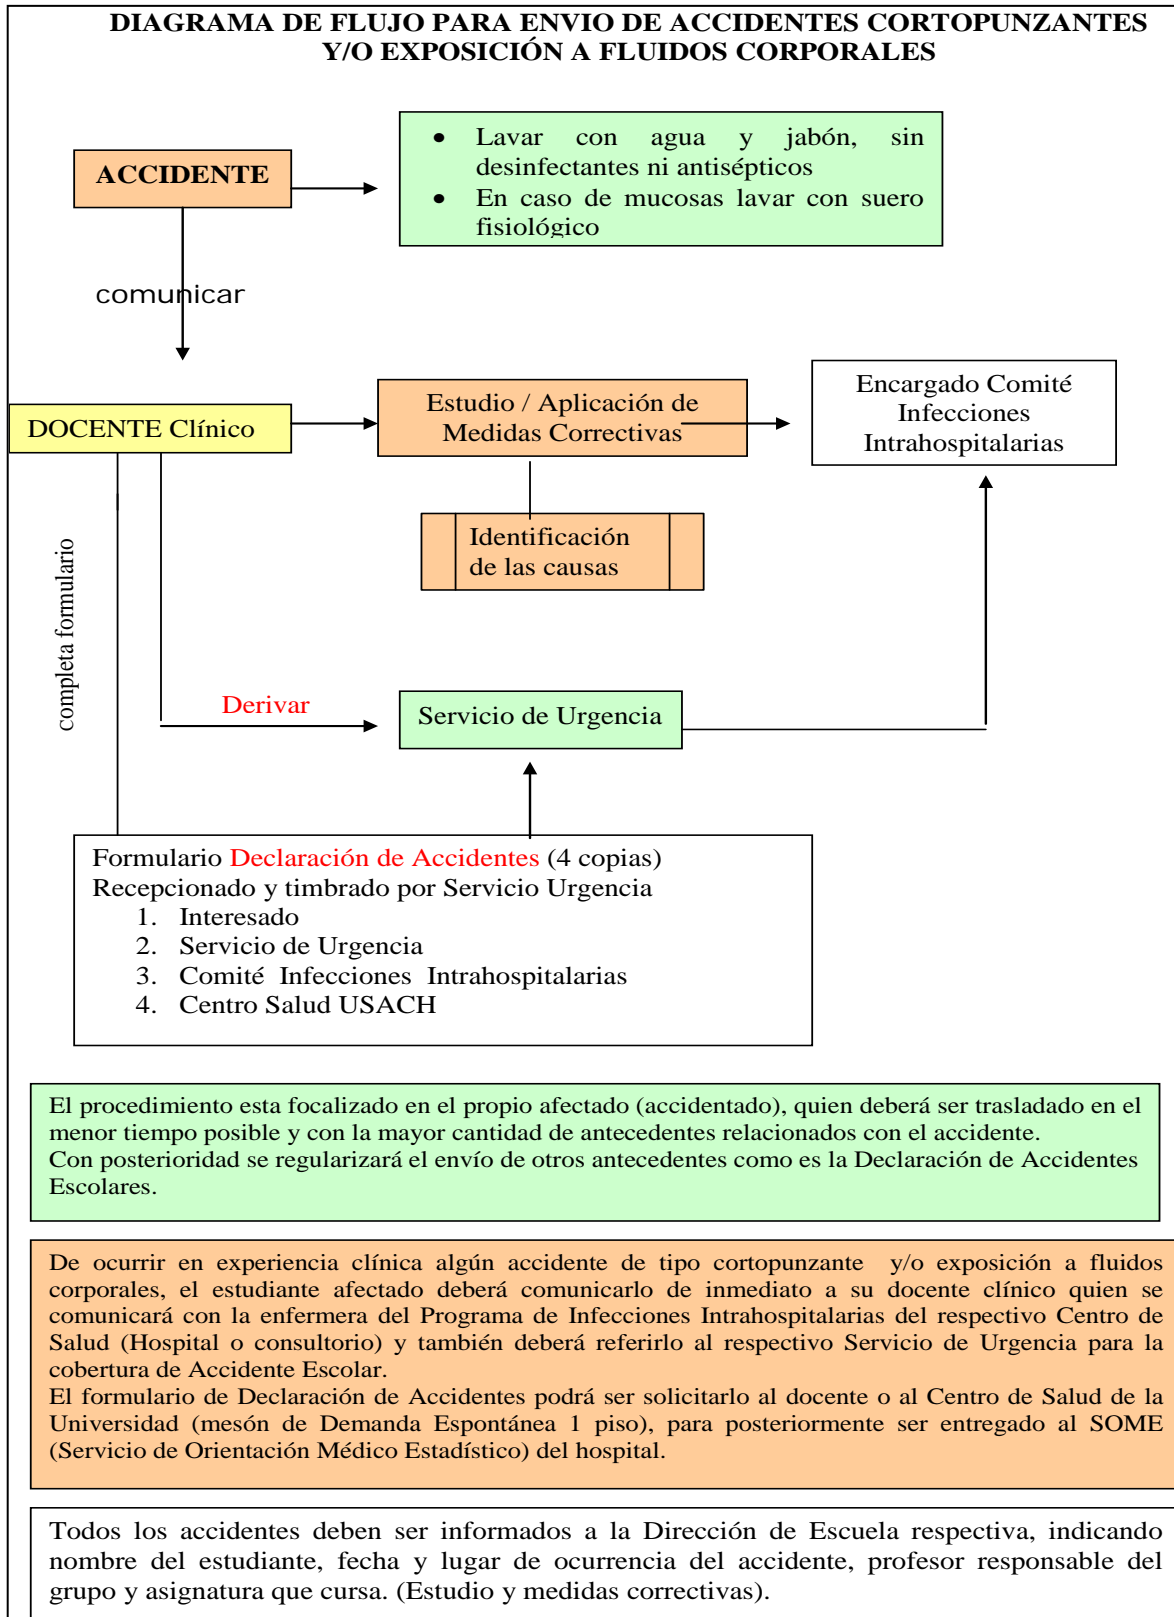 DIAGRAMA DE FLUJO PARA ENVIO DE ACCIDENTES CORTOPUNZANTES
Y/O EXPOSICIÓN A FLUIDOS CORPORALES
• Lavar con agua y jabón, sin
desinfectantes ni antisépticos
• En caso de mucosas lavar con suero
fisiológico
ACCIDENTE
comunicar
DOCENTE Clínico
Estudio / Aplicación de
Medidas Correctivas
Encargado Comité
Infecciones
Intrahospitalarias
Identificación
de las causas
completa formulario
Derivar
Servicio de Urgencia
Formulario Declaración de Accidentes (4 copias)
Recepcionado y timbrado por Servicio Urgencia
1. Interesado
2. Servicio de Urgencia
3. Comité Infecciones Intrahospitalarias
4. Centro Salud USACH
El procedimiento esta focalizado en el propio afectado (accidentado), quien deberá ser trasladado en el
menor tiempo posible y con la mayor cantidad de antecedentes relacionados con el accidente.
Con posterioridad se regularizará el envío de otros antecedentes como es la Declaración de Accidentes
Escolares.
De ocurrir en experiencia clínica algún accidente de tipo cortopunzante y/o exposición a fluidos
corporales, el estudiante afectado deberá comunicarlo de inmediato a su docente clínico quien se
comunicará con la enfermera del Programa de Infecciones Intrahospitalarias del respectivo Centro de
Salud (Hospital o consultorio) y también deberá referirlo al respectivo Servicio de Urgencia para la
cobertura de Accidente Escolar.
El formulario de Declaración de Accidentes podrá ser solicitarlo al docente o al Centro de Salud de la
Universidad (mesón de Demanda Espontánea 1 piso), para posteriormente ser entregado al SOME
(Servicio de Orientación Médico Estadístico) del hospital.
Todos los accidentes deben ser informados a la Dirección de Escuela respectiva, indicando
nombre del estudiante, fecha y lugar de ocurrencia del accidente, profesor responsable del
grupo y asignatura que cursa. (Estudio y medidas correctivas).